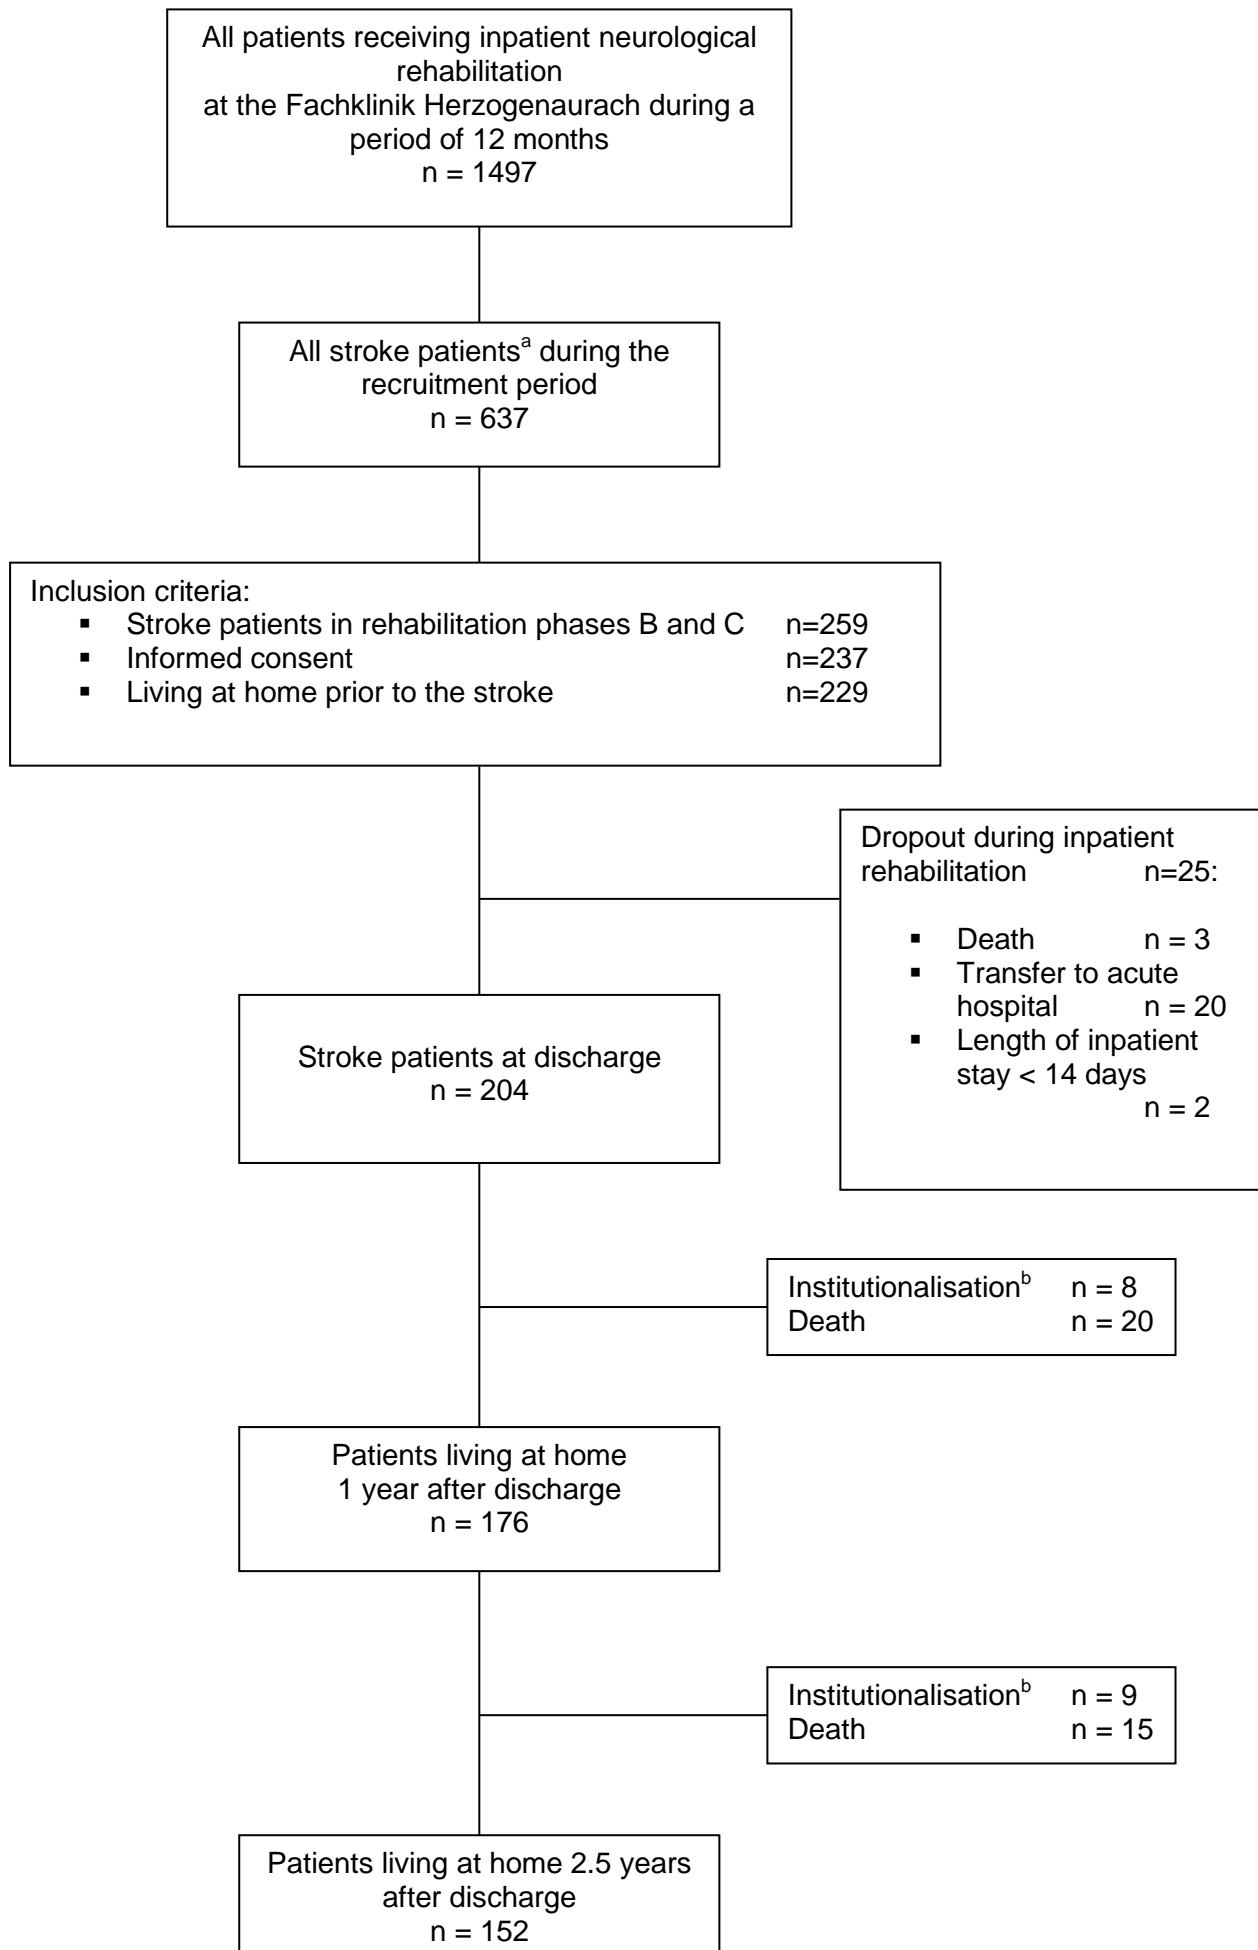 All patients receiving inpatient neurological
rehabilitation
at the Fachklinik Herzogenaurach during a
period of 12 months
n = 1497
All stroke patientsᵃ during the
recruitment period
n = 637
Inclusion criteria:
▪ Stroke patients in rehabilitation phases B and C n=259
▪ Informed consent n=237
▪ Living at home prior to the stroke n=229
Dropout during inpatient
rehabilitation n=25:
▪ Death n = 3
▪ Transfer to acute
hospital n = 20
▪ Length of inpatient
stay < 14 days
n = 2
Stroke patients at discharge
n = 204
Institutionalisationᵇ n = 8
Death n = 20
Patients living at home
1 year after discharge
n = 176
Institutionalisationᵇ n = 9
Death n = 15
Patients living at home 2.5 years
after discharge
n = 152